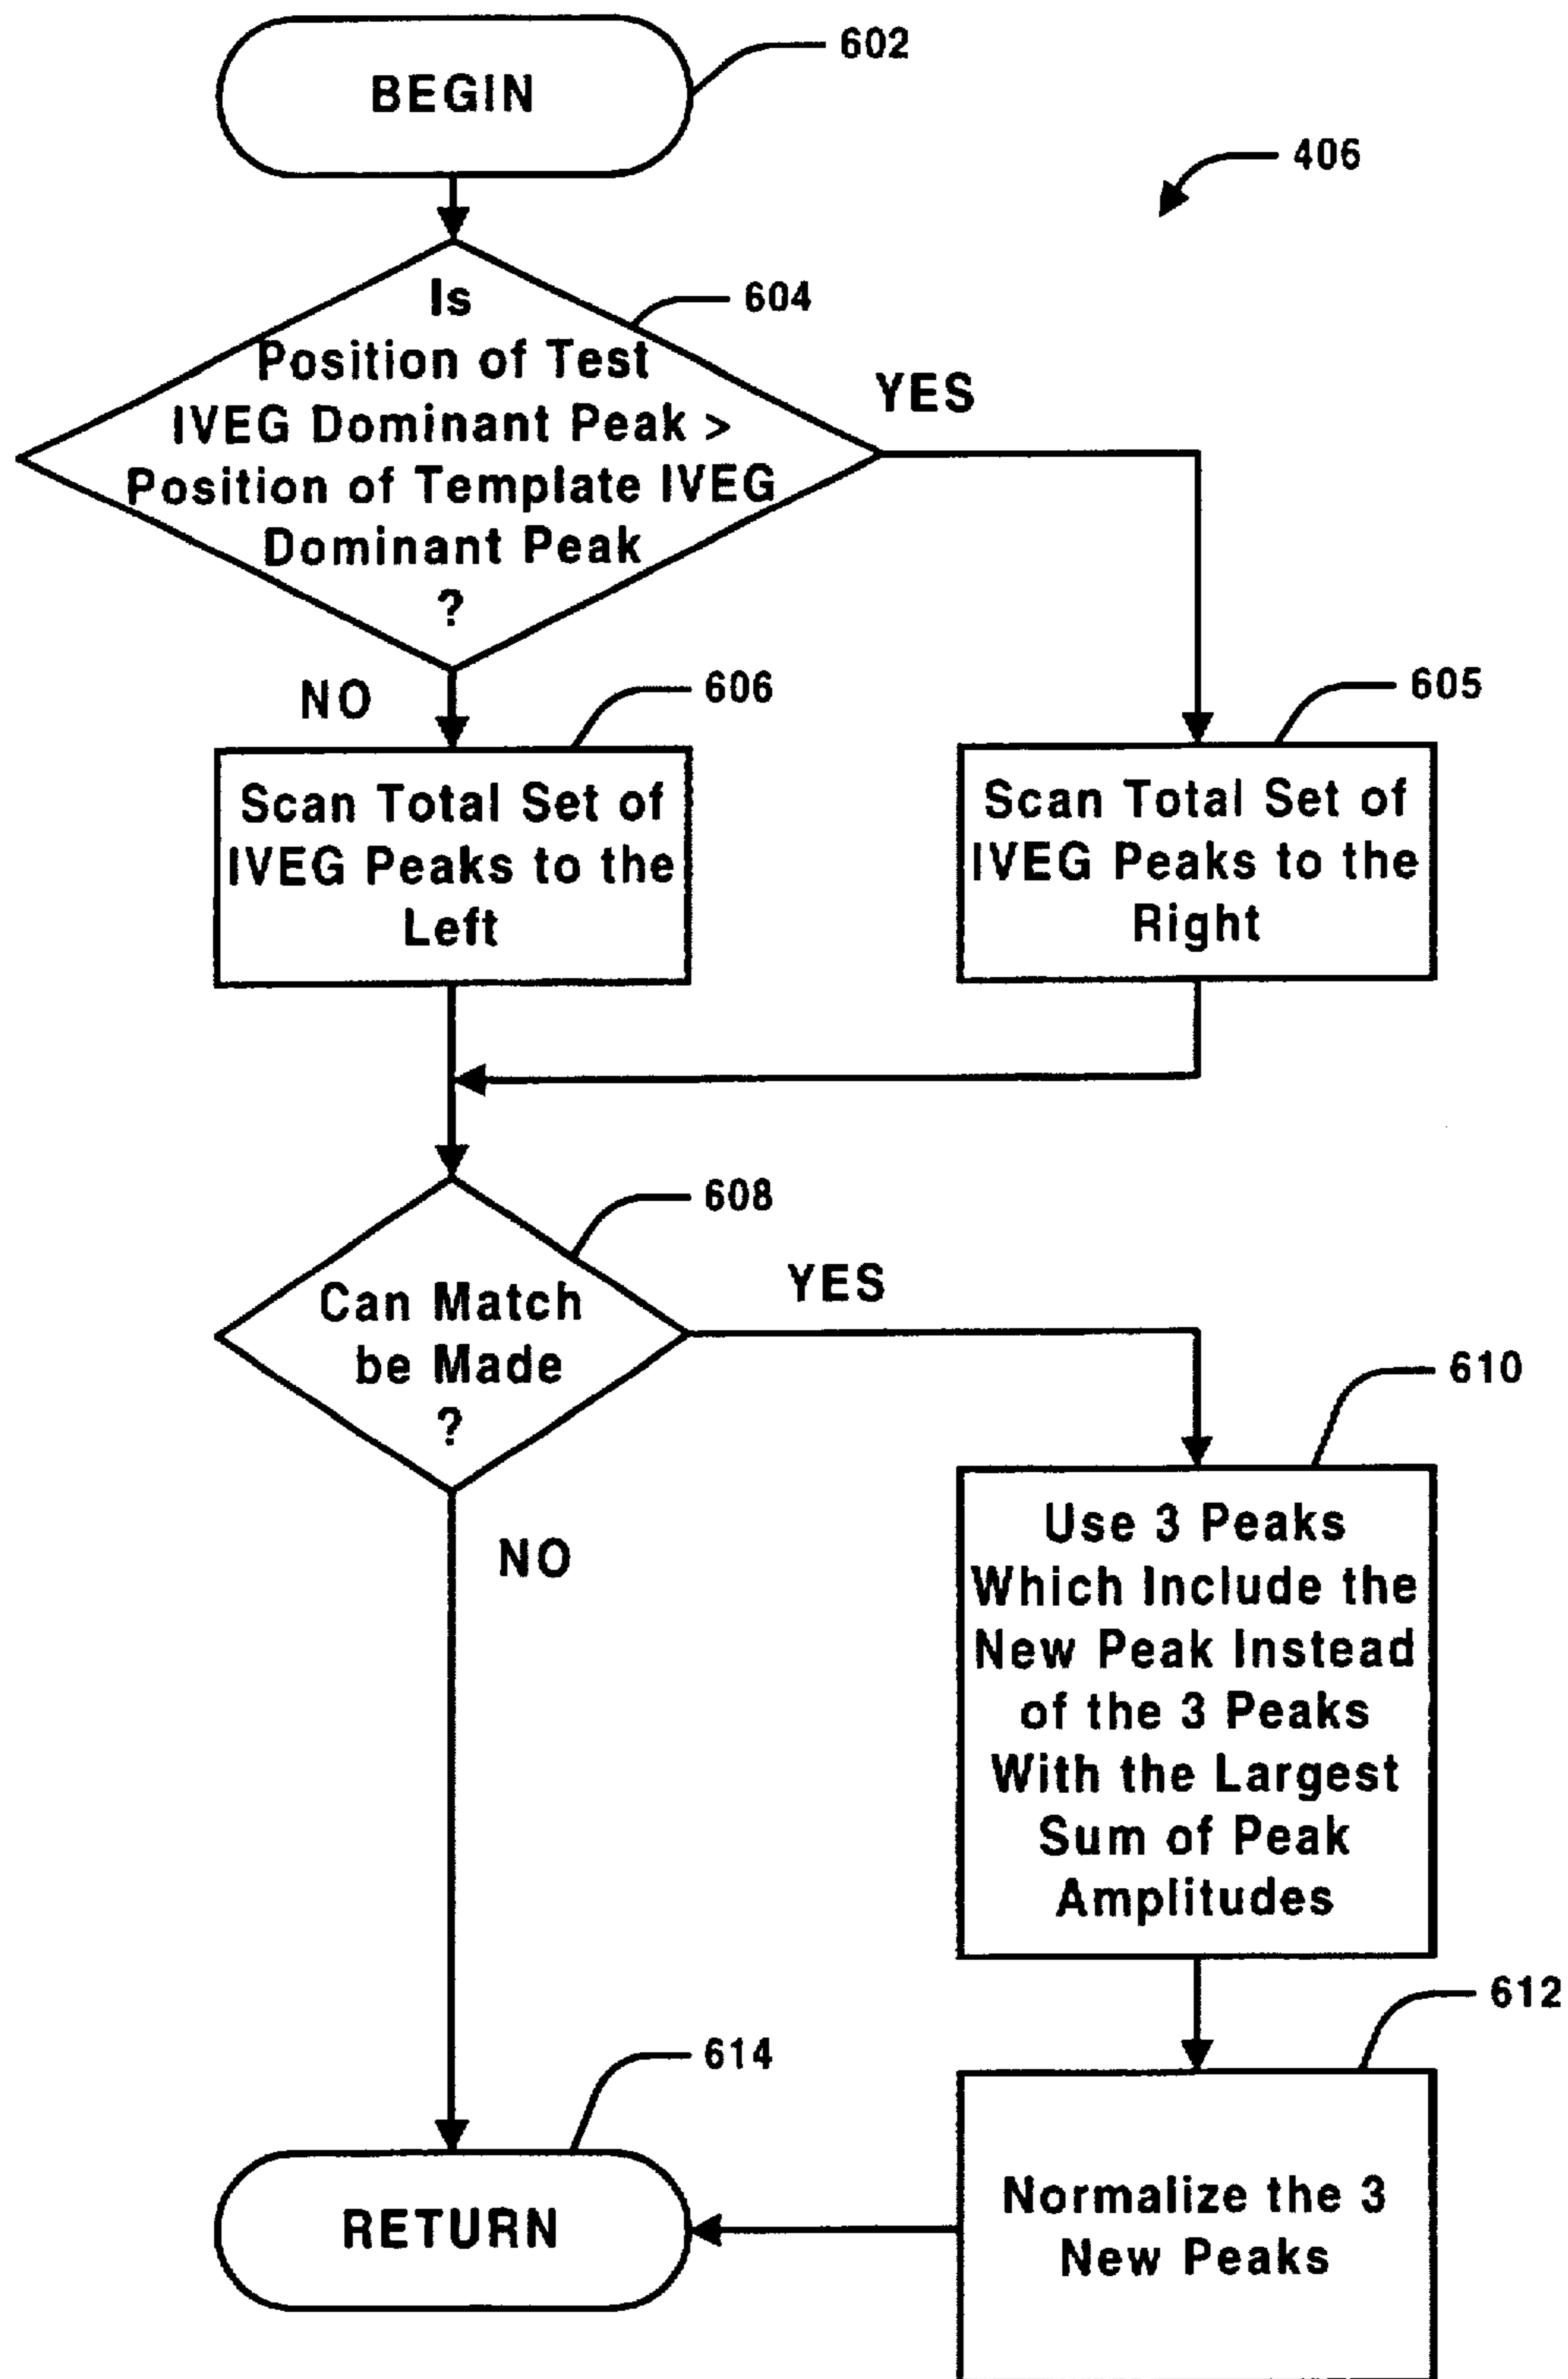 602
BEGIN
406
604
Is
Position of Test
IVEG Dominant Peak >
Position of Template IVEG
Dominant Peak
?
YES
NO
606
Scan Total Set of
IVEG Peaks to the
Left
605
Scan Total Set of
IVEG Peaks to the
Right
608
Can Match
be Made
?
YES
NO
610
Use 3 Peaks
Which Include the
New Peak Instead
of the 3 Peaks
With the Largest
Sum of Peak
Amplitudes
612
Normalize the 3
New Peaks
614
RETURN